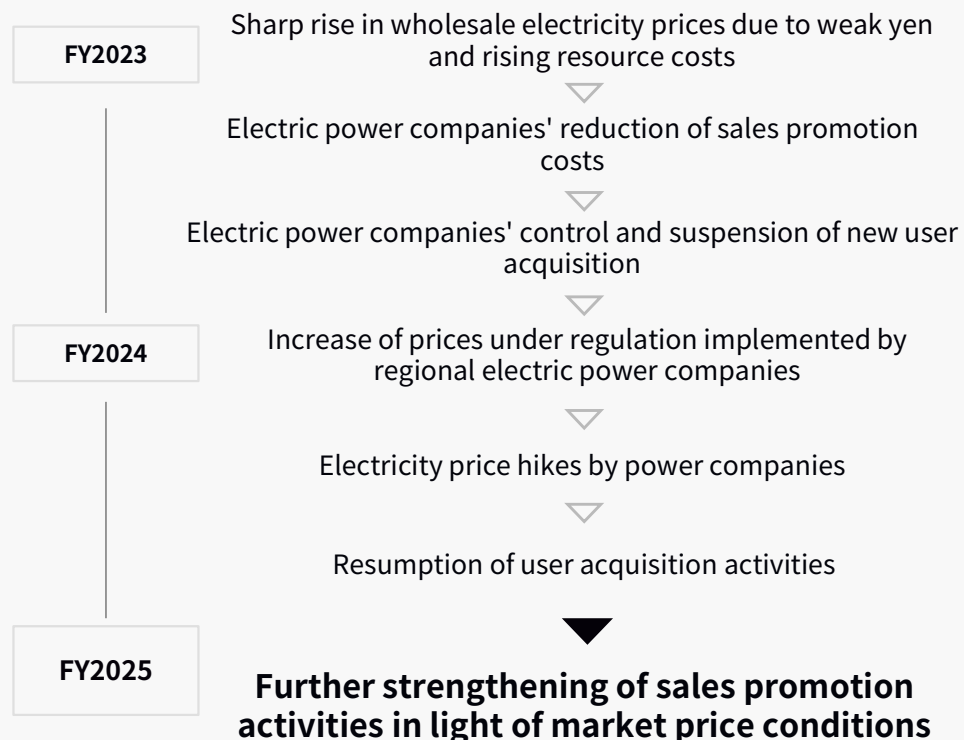 FY2023
Sharp rise in wholesale electricity prices due to weak yen
and rising resource costs
Electric power companies' reduction of sales promotion
costs
Electric power companies' control and suspension of new user
acquisition
FY2024
Increase of prices under regulation implemented by
regional electric power companies
Electricity price hikes by power companies
Resumption of user acquisition activities
FY2025
Further strengthening of sales promotion
activities in light of market price conditions